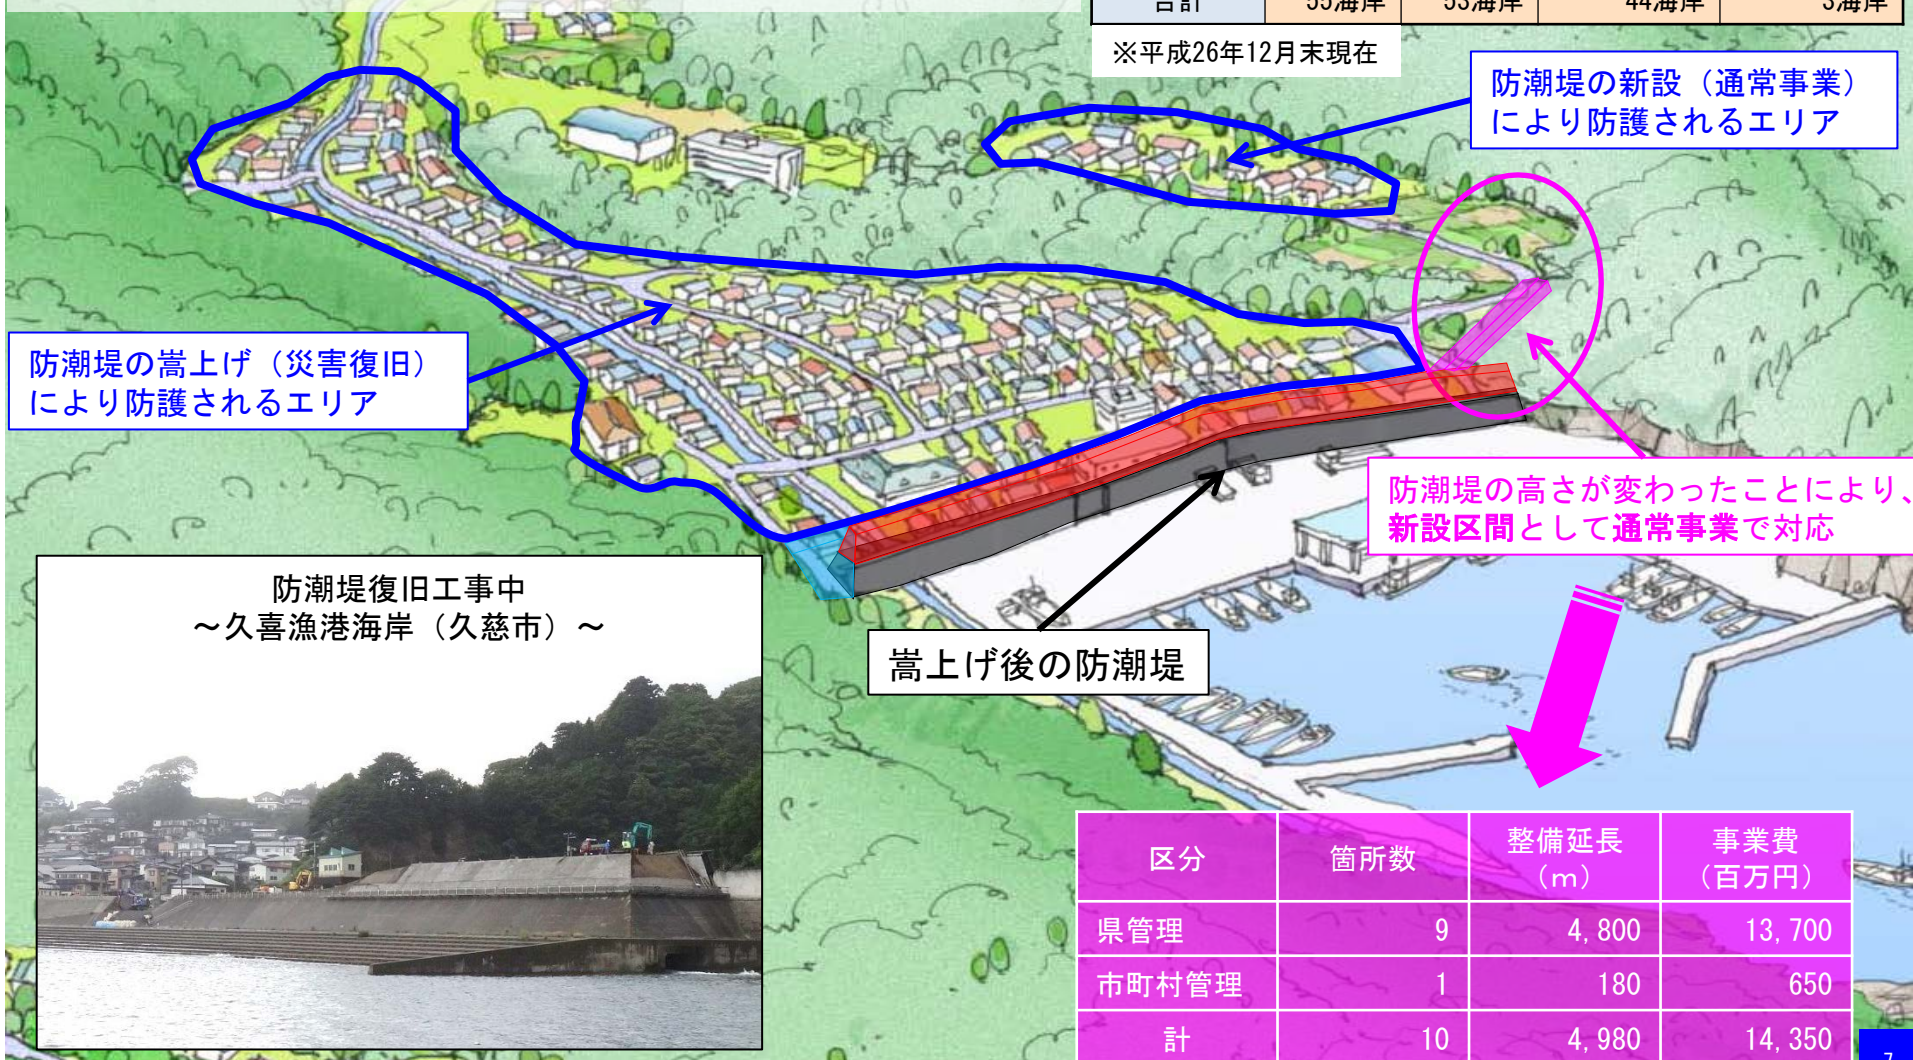 合計 55海岸 53海岸 44海岸 3海岸
※平成26年12月末現在
防潮堤の新設（通常事業）
により防護されるエリア
防潮堤の嵩上げ（災害復旧）
により防護されるエリア
防潮堤の高さが変わったことにより、
新設区間として通常事業で対応
嵩上げ後の防潮堤
防潮堤復旧工事中
～久喜漁港海岸（久慈市）～
区分 箇所数 整備延長（ｍ） 事業費（百万円）
県管理 9 4,800 13,700
市町村管理 1 180 650
計 10 4,980 14,350
7